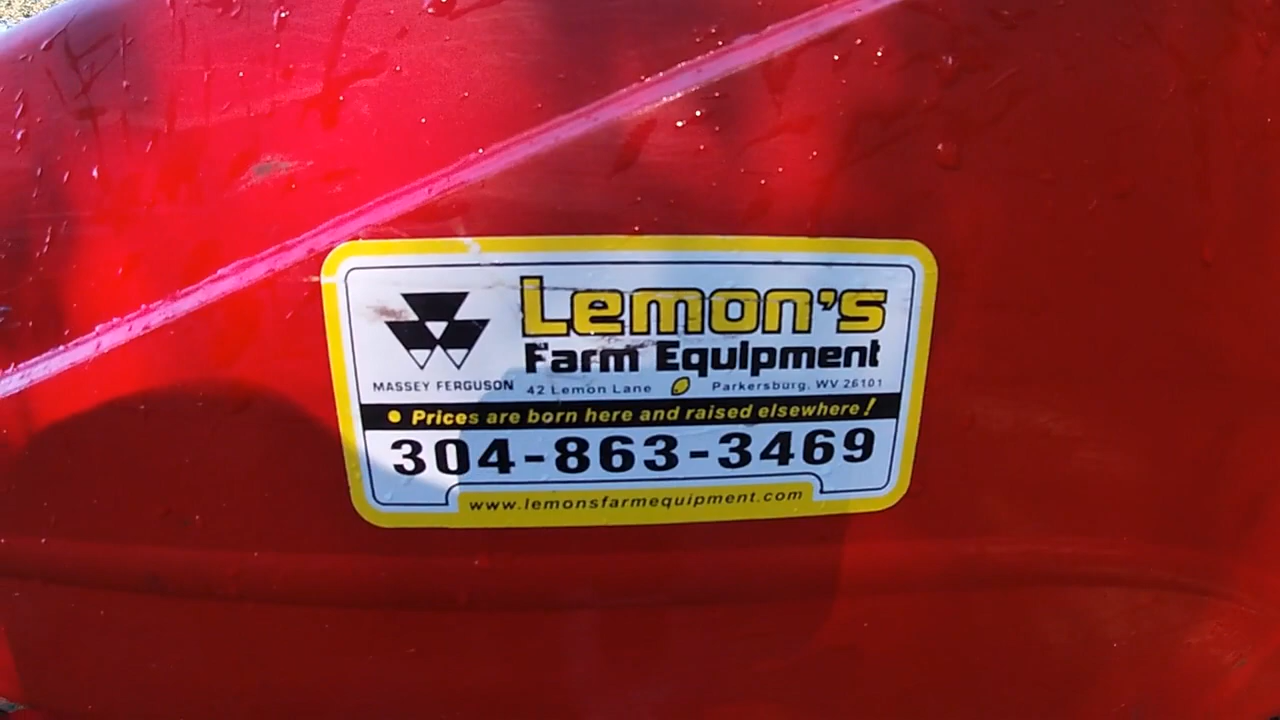 Lemon's
Farm Equipment
MASSEY FERGUSON
42 Lemon Lane Parkersburg, WV 26101
Prices are born here and raised elsewhere!
304-863-3469
www.lemonsfarmequipment.com